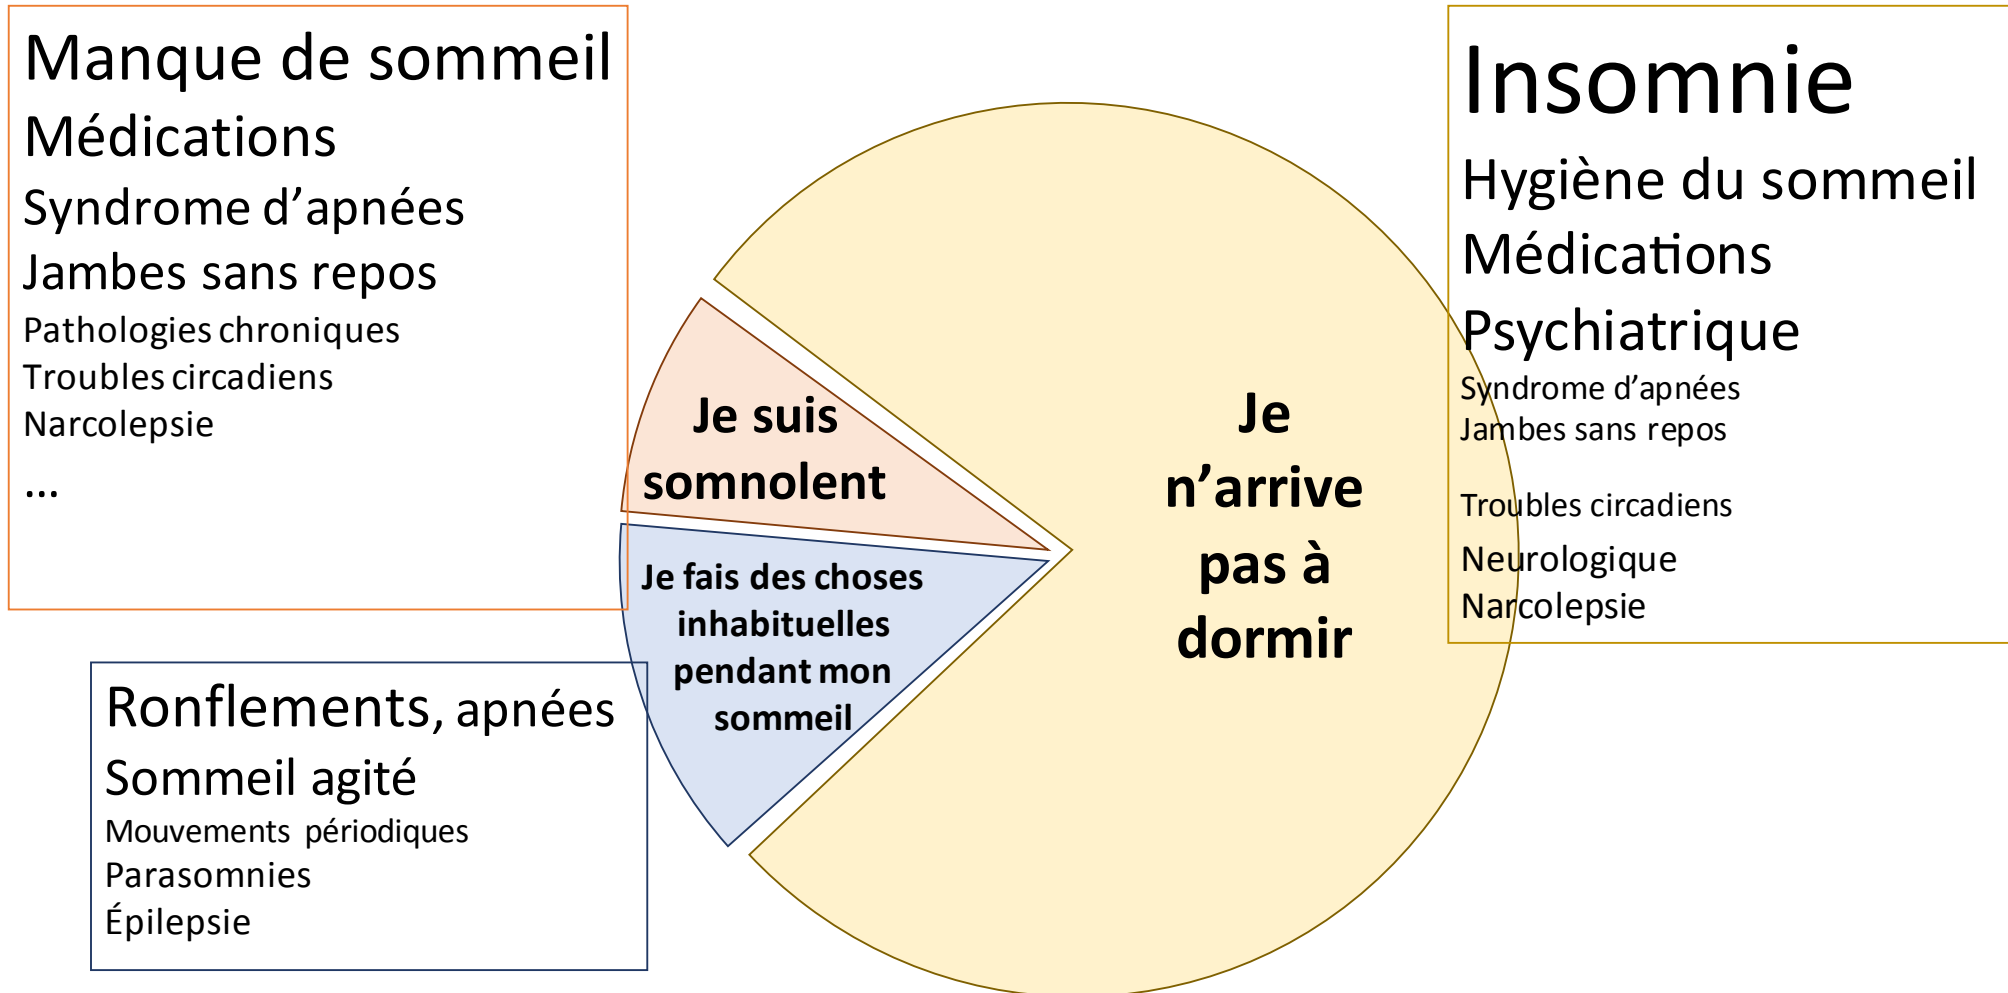 Manque de sommeil
Médications
Syndrome d’apnées
Jambes sans repos
Pathologies chroniques
Troubles circadiens
Narcolepsie
…
Je suis
somnolent
Je fais des choses
inhabituelles
pendant mon
sommeil
Ronflements, apnées
Sommeil agité
Mouvements périodiques
Parasomnies
Épilepsie
Je
n’arrive
pas à
dormir
Insomnie
Hygiène du sommeil
Médications
Psychiatrique
Syndrome d’apnées
Jambes sans repos
Troubles circadiens
Neurologique
Narcolepsie